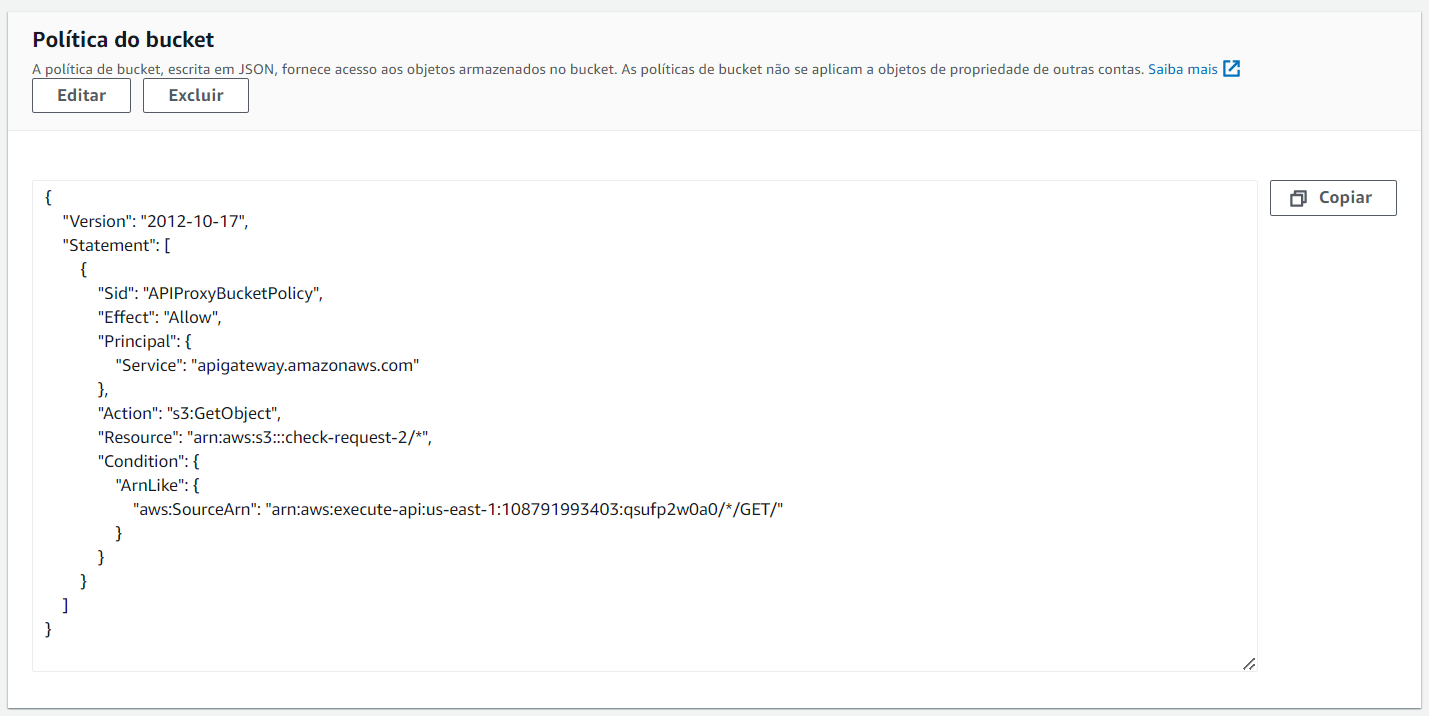 Política do bucket
A política de bucket, escrita em JSON, fornece acesso aos objetos armazenados no bucket. As políticas de bucket não se aplicam a objetos de propriedade de outras contas. Saiba mais
Editar Excluir
Copiar
{
"Version": "2012-10-17",
"Statement": [
{
"Sid": "APIProxyBucketPolicy",
"Effect": "Allow",
"Principal": {
"Service": "apigateway.amazonaws.com"
},
"Action": "s3:GetObject",
"Resource": "arn:aws:s3:::check-request-2/*",
"Condition": {
"ArnLike": {
"aws:SourceArn": "arn:aws:execute-api:us-east-1:108791993403:qsufp2w0a0/*/GET/"
}
}
}
]
}